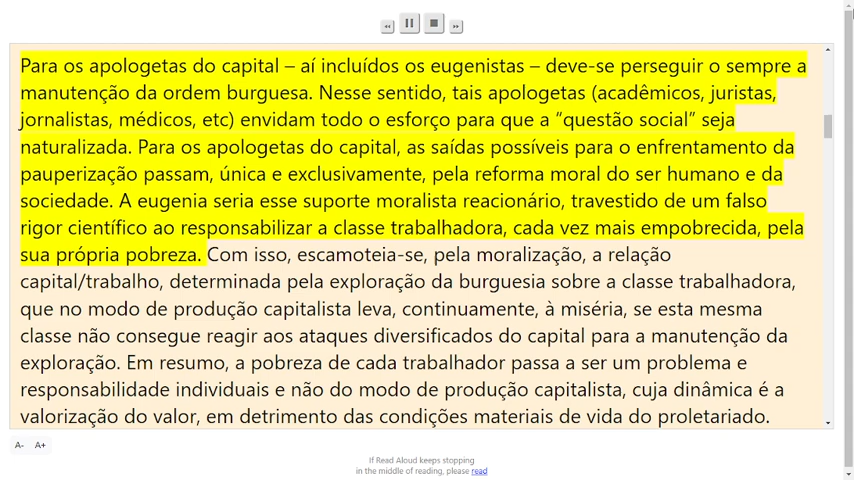 Para os apologetas do capital – aí incluídos os eugenistas – deve-se perseguir o sempre a
manutenção da ordem burguesa. Nesse sentido, tais apologetas (acadêmicos, juristas,
jornalistas, médicos, etc) envidam todo o esforço para que a “questão social” seja
naturalizada. Para os apologetas do capital, as saídas possíveis para o enfrentamento da
pauperização passam, única e exclusivamente, pela reforma moral do ser humano e da
sociedade. A eugenia seria esse suporte moralista reacionário, travestido de um falso
rigor científico ao responsabilizar a classe trabalhadora, cada vez mais empobrecida, pela
sua própria pobreza. Com isso, escamoteia-se, pela moralização, a relação
capital/trabalho, determinada pela exploração da burguesia sobre a classe trabalhadora,
que no modo de produção capitalista leva, continuamente, à miséria, se esta mesma
classe não consegue reagir aos ataques diversificados do capital para a manutenção da
exploração. Em resumo, a pobreza de cada trabalhador passa a ser um problema e
responsabilidade individuais e não do modo de produção capitalista, cuja dinâmica é a
valorização do valor, em detrimento das condições materiais de vida do proletariado.
A- A+
If Read Aloud keeps stopping
in the middle of reading, please read